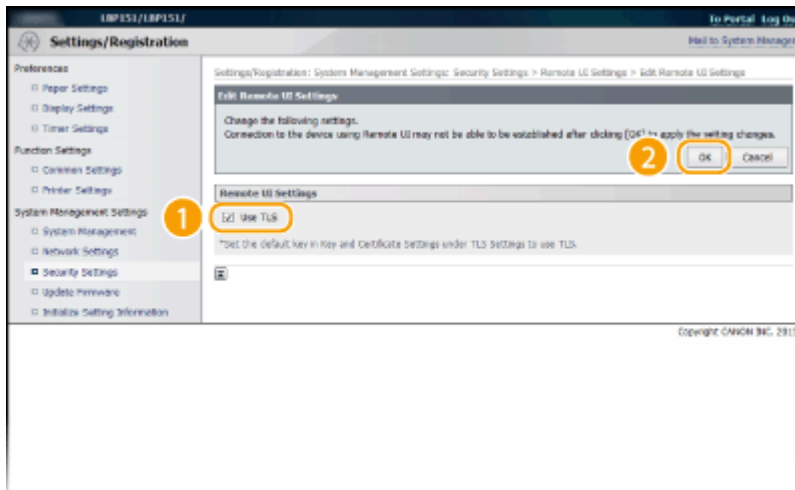 LBP151/LBP151/
To Portal Log Ou
Settings/Registration
Mail to System Manager
Preferences
Paper Settings
Display Settings
Timer Settings
Function Settings
Common Settings
Printer Settings
System Management Settings
System Management
Network Settings
Security Settings
Update Firmware
Initialize Setting Information
Settings/Registration: System Management Settings: Security Settings > Remote UI Settings > Edit Remote UI Settings
Edit Remote UI Settings
Change the following settings.
Connection to the device using Remote UI may not be able to be established after clicking [OK] to apply the setting changes.
2
OK Cancel
Remote UI Settings
1
Use TLS
*Set the default key in Key and Certificate Settings under TLS Settings to use TLS.
Copyright CANON INC. 201